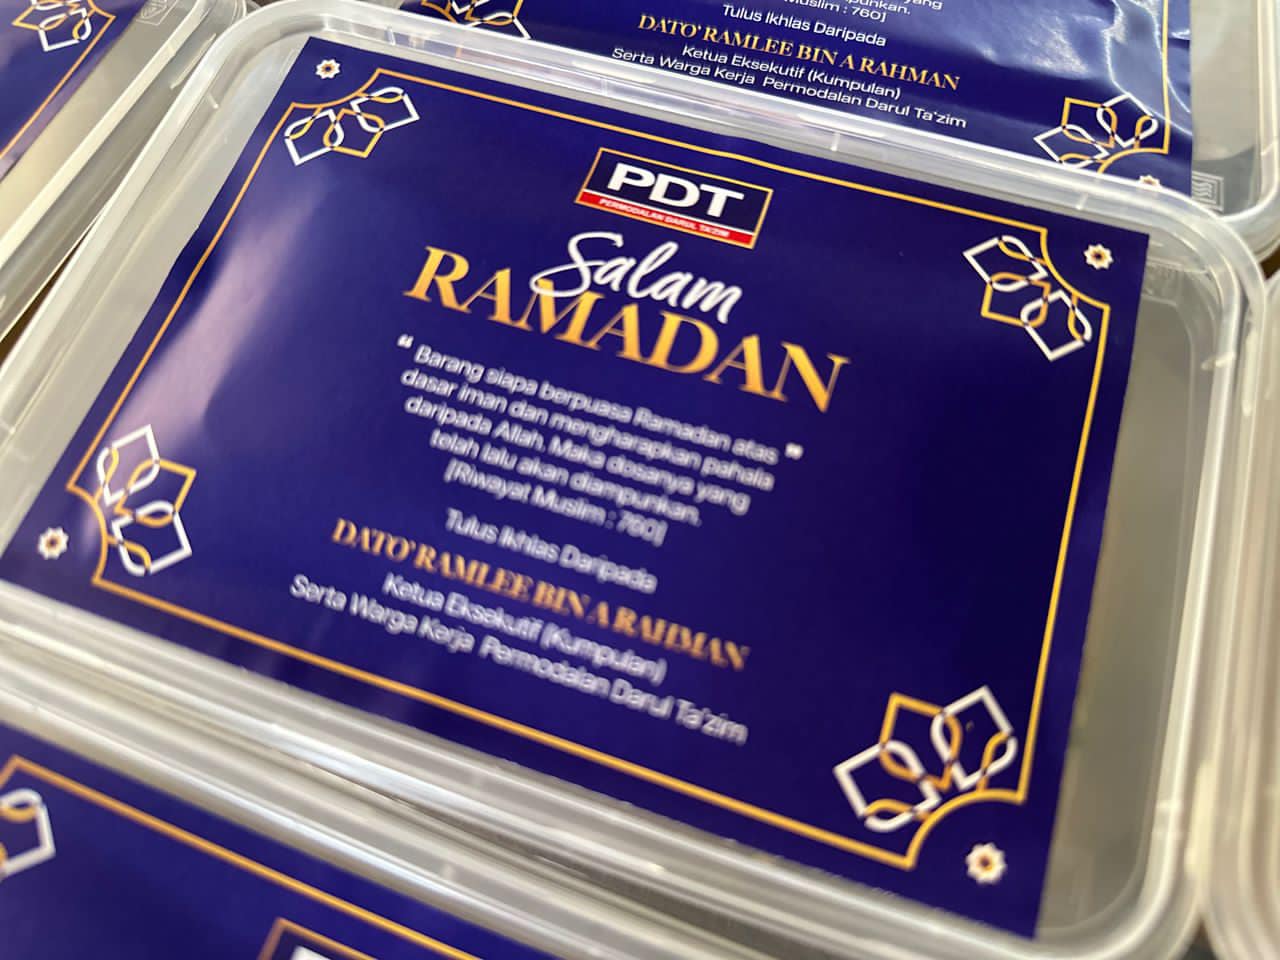 yang
diampunkan.
Muslim : 760]
Tulus Ikhlas Daripada
DATO' RAMLEE BIN A RAHMAN
Ketua Eksekutif (Kumpulan)
Serta Warga Kerja Permodalan Darul Ta'zim
PDT
PERMODALAN DARUL TA'ZIM
Salam
RAMADAN
“ Barang siapa berpuasa Ramadan atas
dasar iman dan mengharapkan pahala ”
daripada Allah. Maka dosanya yang
telah lalu akan diampunkan.
[Riwayat Muslim : 760]
Tulus Ikhlas Daripada
DATO' RAMLEE BIN A RAHMAN
Ketua Eksekutif (Kumpulan)
Serta Warga Kerja Permodalan Darul Ta'zim